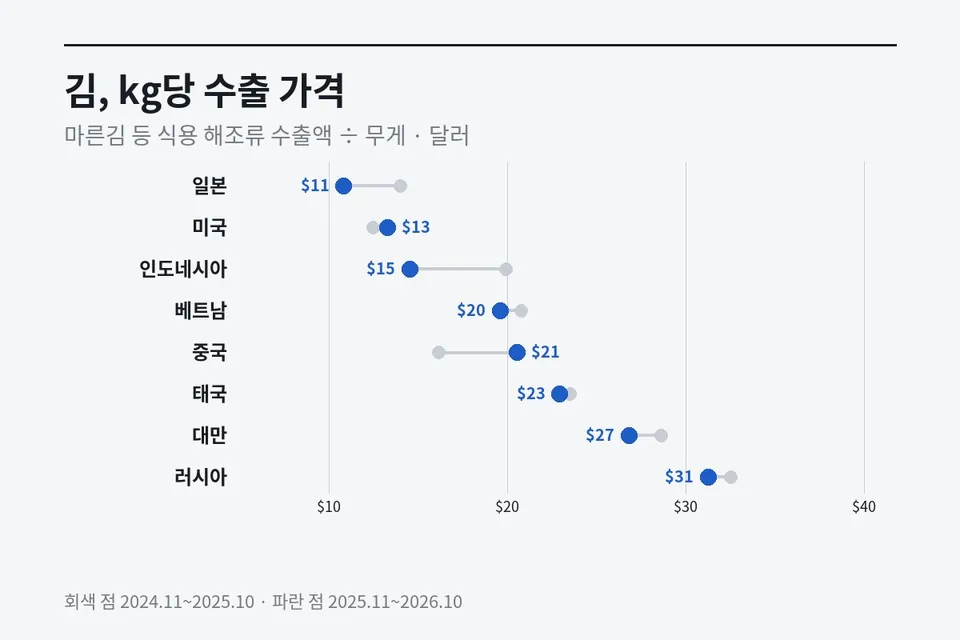 김, kg당 수출 가격
마른김 등 식용 해조류 수출액 ÷ 무게 · 달러
일본 $11
미국 $13
인도네시아 $15
베트남 $20
중국 $21
태국 $23
대만 $27
러시아 $31
$10 $20 $30 $40
회색 점 2024.11~2025.10 · 파란 점 2025.11~2026.10